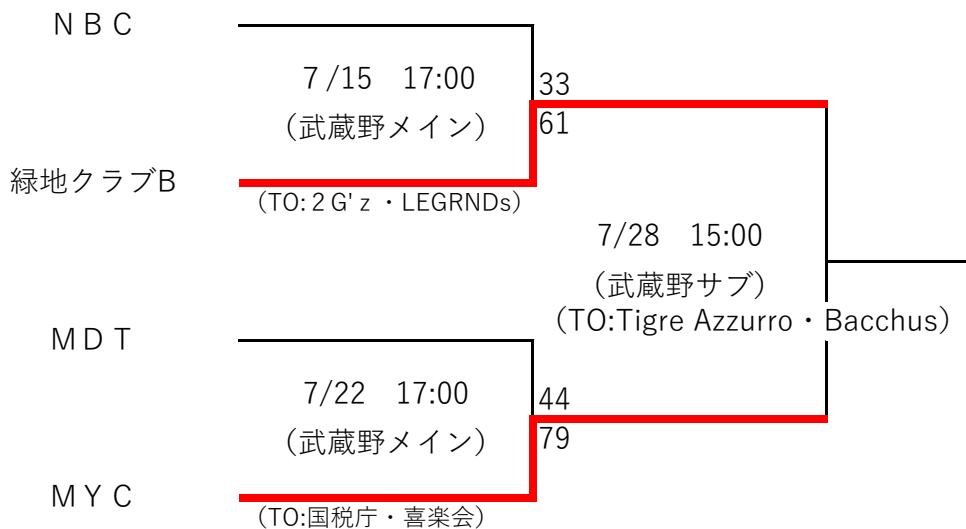 ＮＢＣ
７/15　17:00
（武蔵野メイン）
33
61
緑地クラブB
（TO:２G'ｚ・LEGRNDs）
7/28　15:00
（武蔵野サブ）
（TO:Tigre Azzurro・Bacchus）
ＭＤＴ
7/22　17:00
（武蔵野メイン）
44
79
ＭＹＣ
（TO:国税庁・喜楽会）